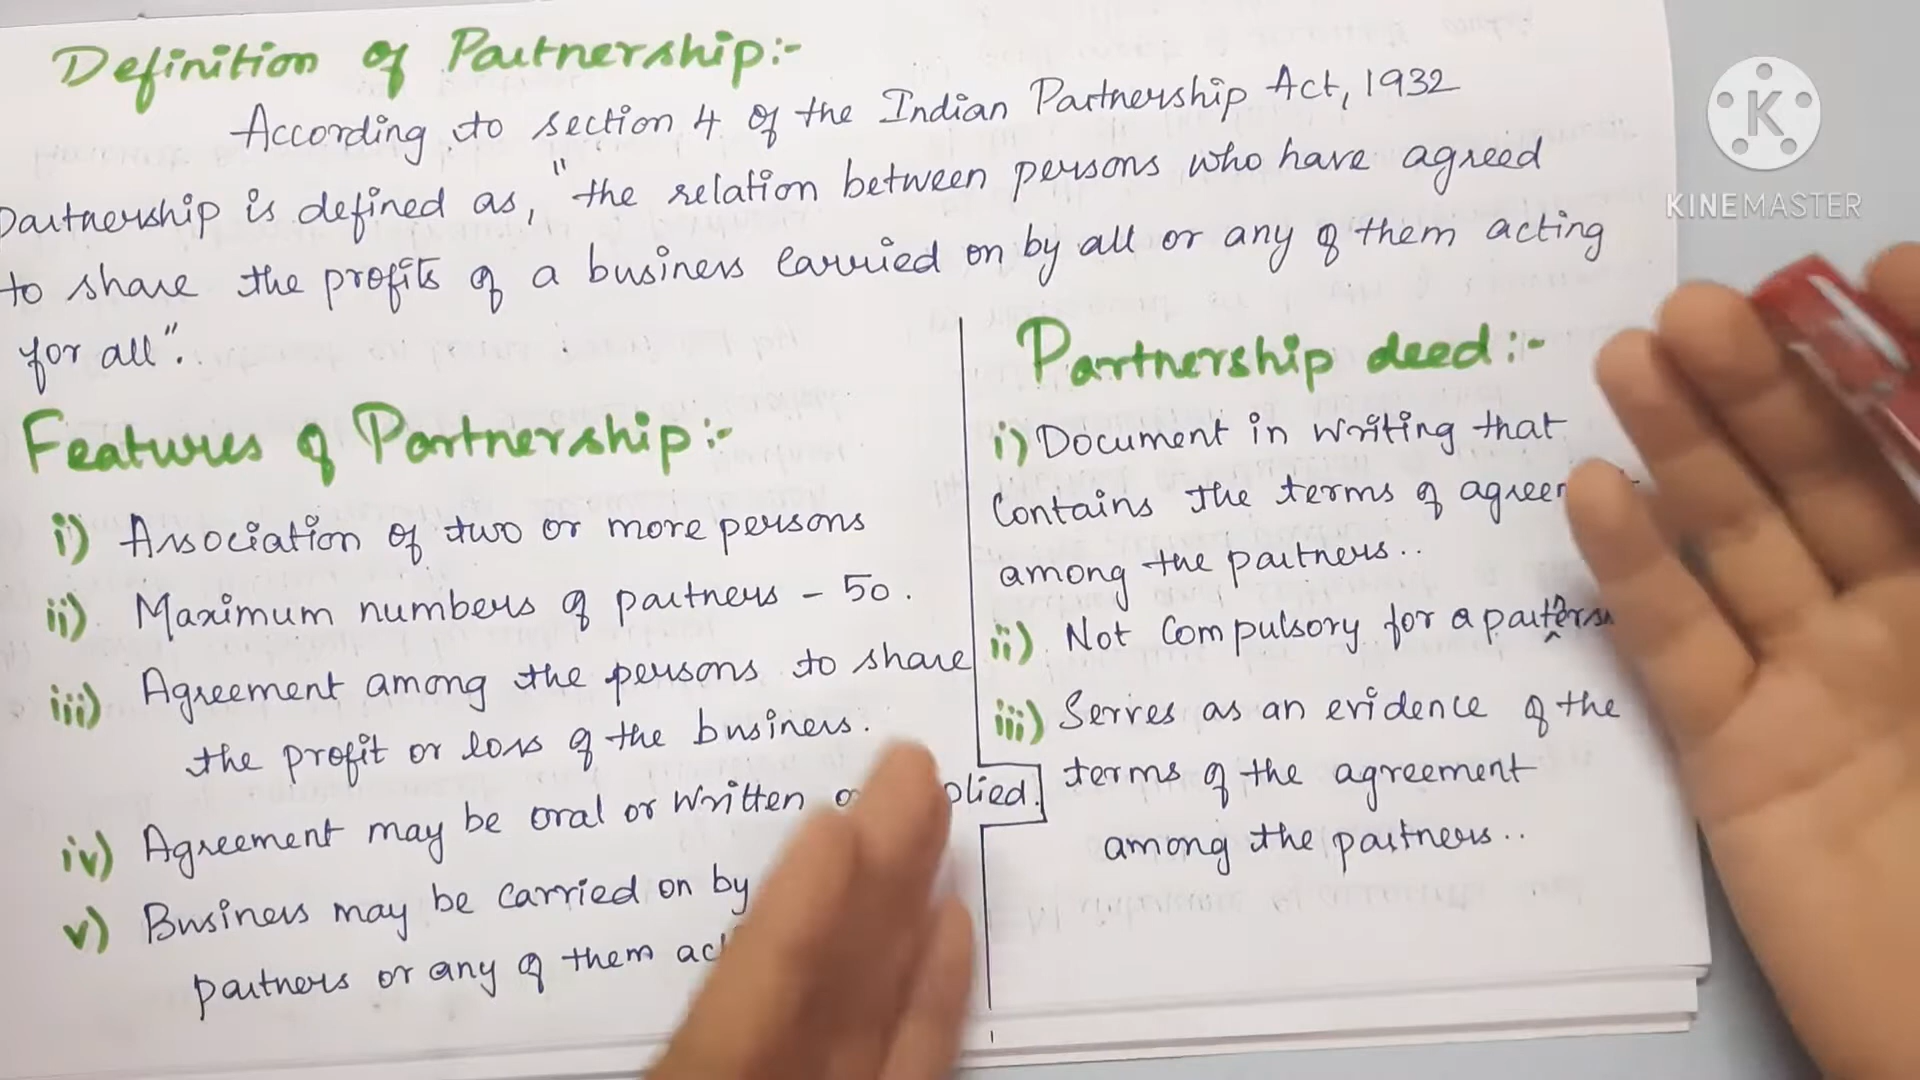 Definition of Partnership:-
According to section 4 of the Indian Partnership Act, 1932
partnership is defined as, "the relation between persons who have agreed
to share the profits of a business carried on by all or any of them acting
for all".
Features of Partnership:-
i) Association of two or more persons
ii) Maximum numbers of partners - 50.
iii) Agreement among the persons to share
the profit or loss of the business.
iv) Agreement may be oral or written
v) Business may be carried on by
partners or any of them
Partnership deed:-
i) Document in writing that
Contains the terms of
among the partners..
ii) Not Compulsory for a
iii) Serves as an evidence of the
terms of the agreement
among the partners..
K
KINEMASTER